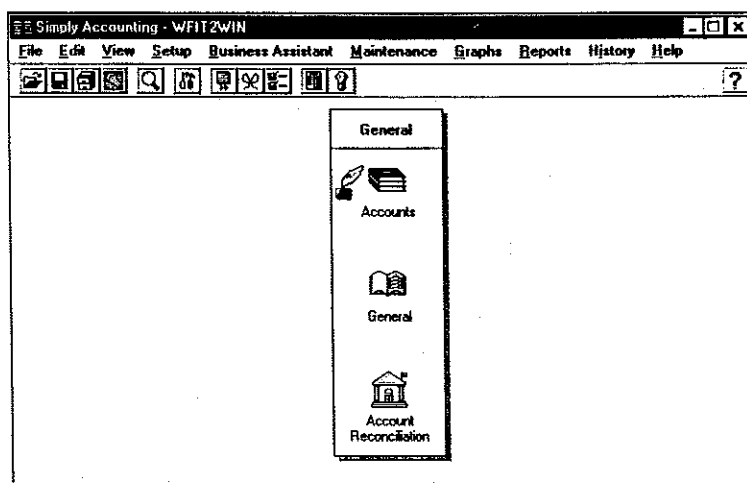 Simply Accounting - WFIT2WIN
File Edit View Setup Business Assistant Maintenance Graphs Reports History Help
?
General
Accounts
General
Account
Reconciliation